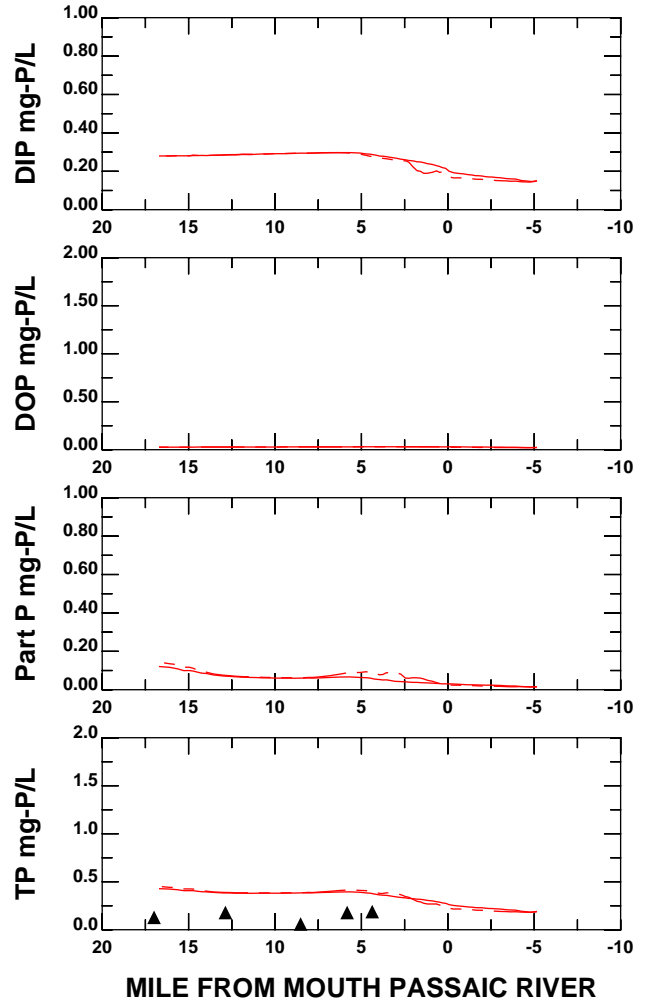 DIP mg-P/L
1.00
0.80
0.60
0.40
0.20
0.00
20 15 10 5 0 -5 -10
DOP mg-P/L
2.00
1.50
1.00
0.50
0.00
20 15 10 5 0 -5 -10
Part P mg-P/L
1.00
0.80
0.60
0.40
0.20
0.00
20 15 10 5 0 -5 -10
TP mg-P/L
2.0
1.5
1.0
0.5
0.0
20 15 10 5 0 -5 -10
MILE FROM MOUTH PASSAIC RIVER